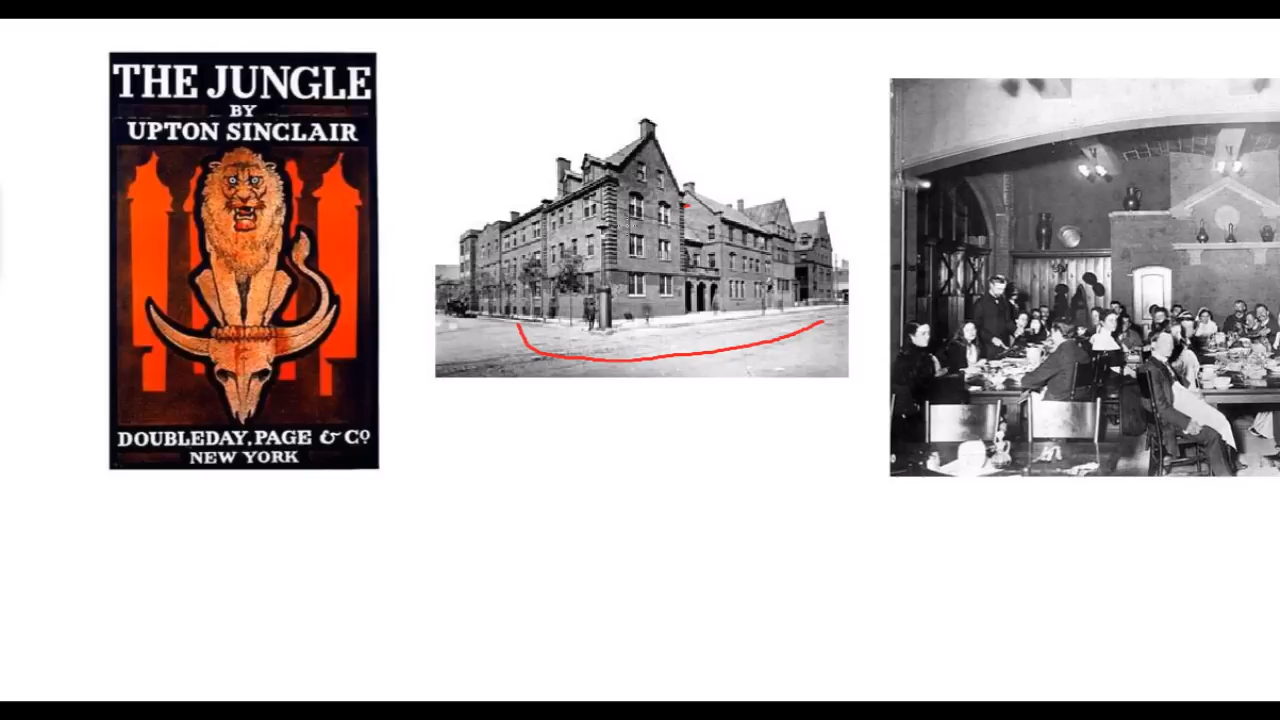 THE JUNGLE
BY
UPTON SINCLAIR
DOUBLEDAY, PAGE & Cº
NEW YORK